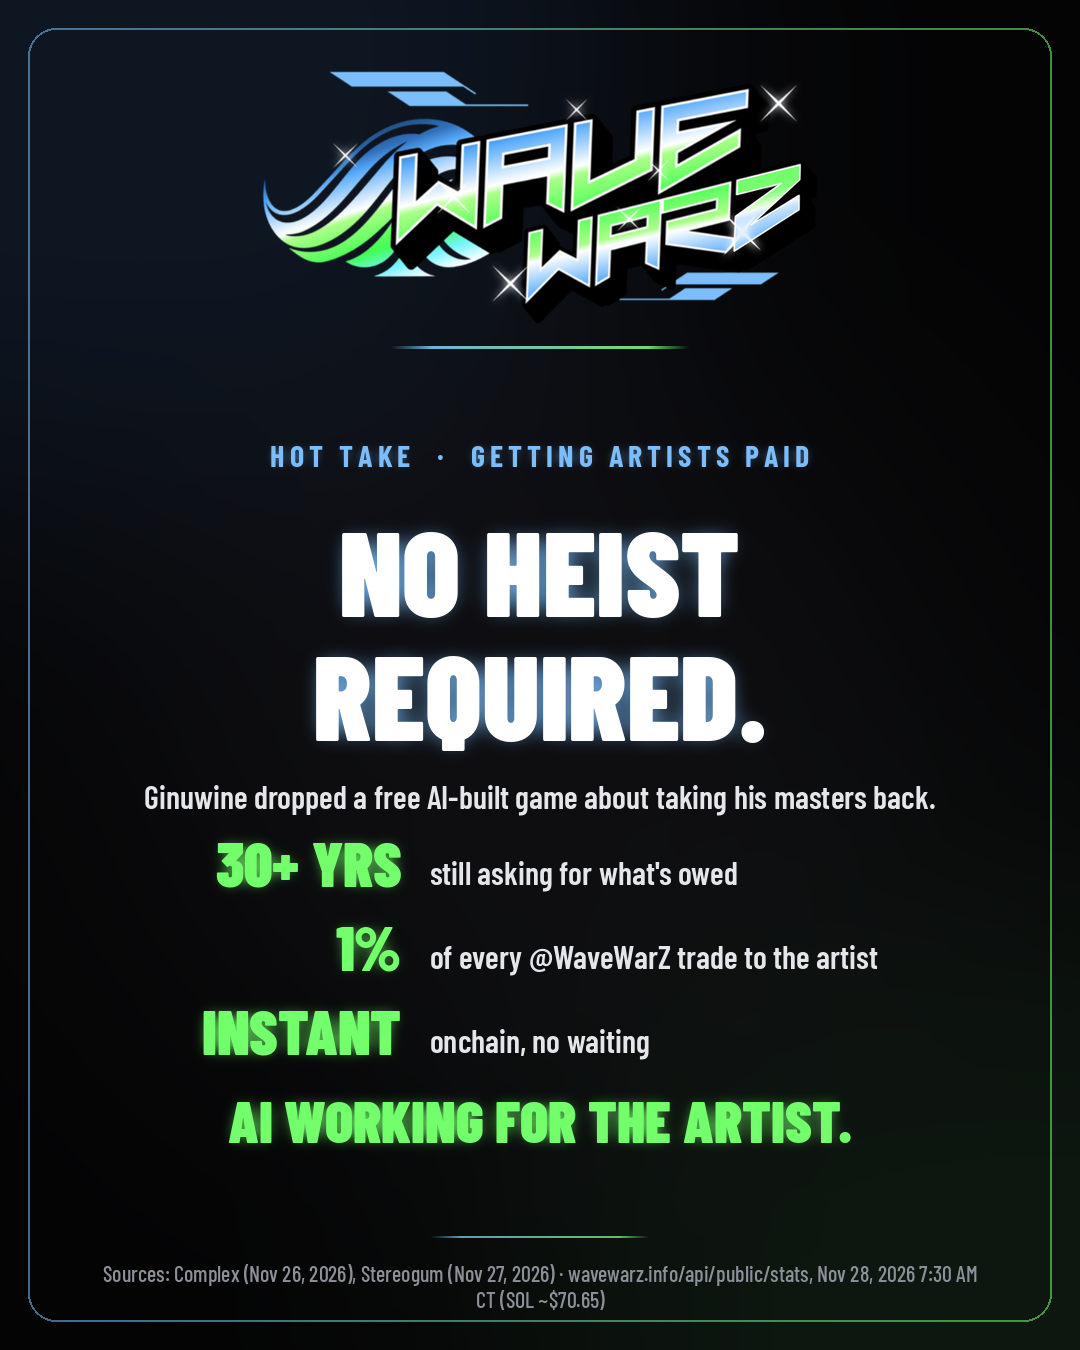 WAVE
WARZ
HOT TAKE · GETTING ARTISTS PAID
NO HEIST
REQUIRED.
Ginuwine dropped a free AI-built game about taking his masters back.
30+ YRS still asking for what's owed
1% of every @WaveWarZ trade to the artist
INSTANT onchain, no waiting
AI WORKING FOR THE ARTIST.
Sources: Complex (Nov 26, 2026), Stereogum (Nov 27, 2026) · wavewarz.info/api/public/stats, Nov 28, 2026 7:30 AM
CT (SOL ~$70.65)